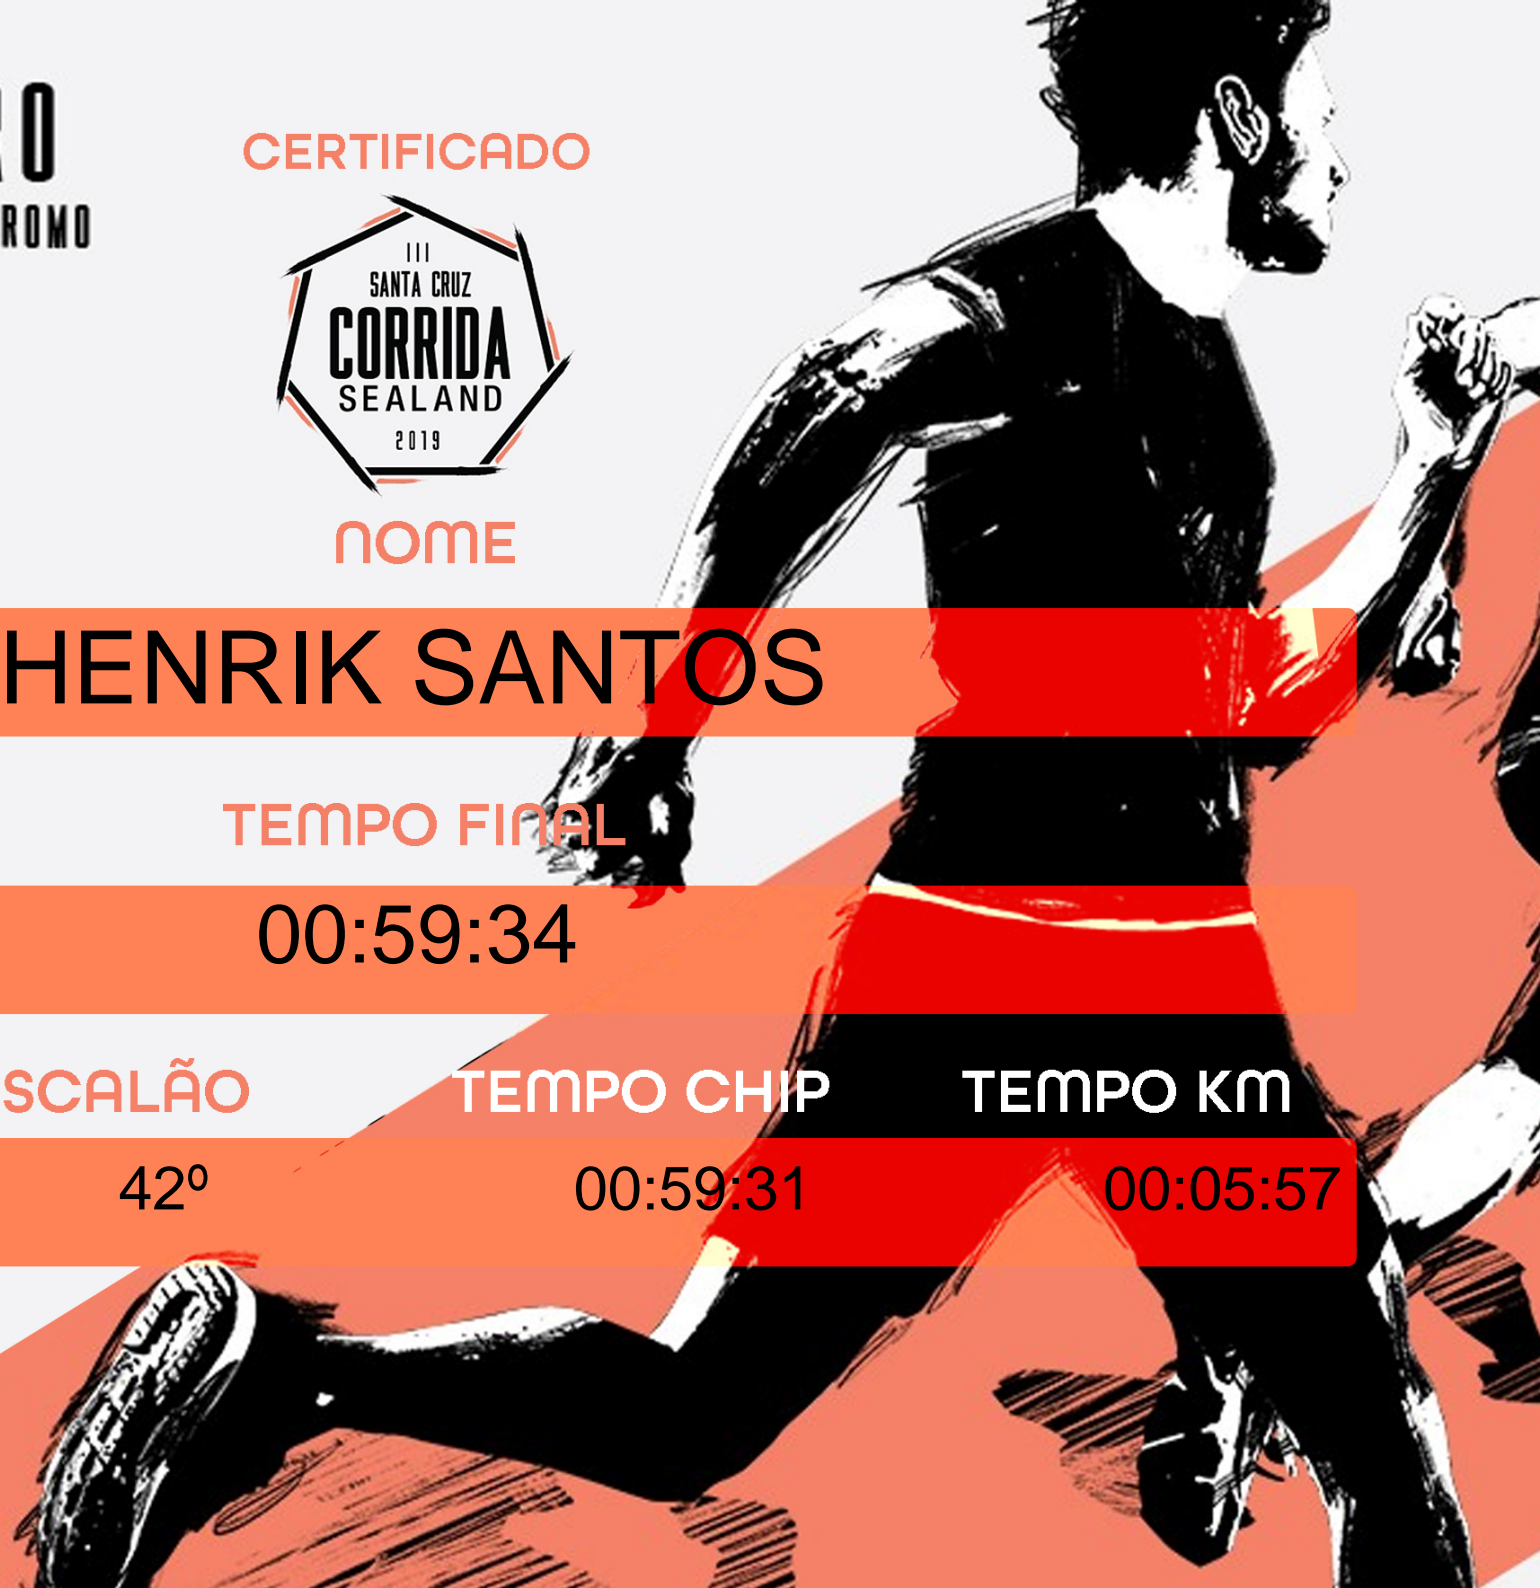 RO
ROMO
CERTIFICADO
III
SANTA CRUZ
CORRIDA
SEALAND
2019
NOME
HENRIK SANTOS
TEMPO FINAL
00:59:34
SCALÃO TEMPO CHIP TEMPO KM
42º 00:59:31 00:05:57